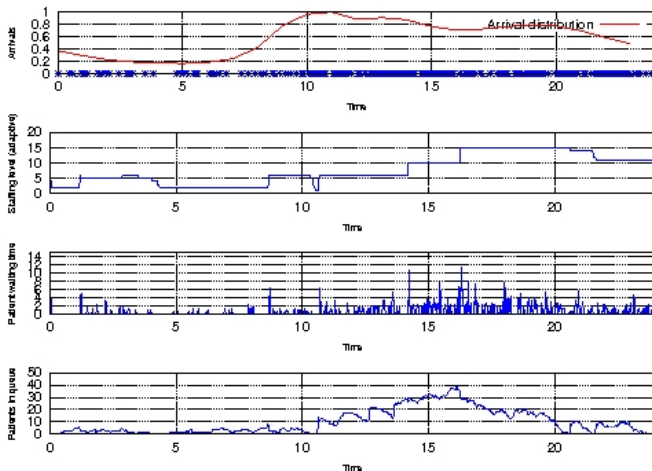 1
0.8
0.6
0.4
0.2
0
Arrivals
Arrival distribution
0 5 10 15 20
Time
20
15
10
5
0
Staffing level (adaptive)
0 5 10 15 20
Time
14
12
10
8
6
4
2
0
Patient waiting time
0 5 10 15 20
Time
50
40
30
20
10
0
Patients in queue
0 5 10 15 20
Time